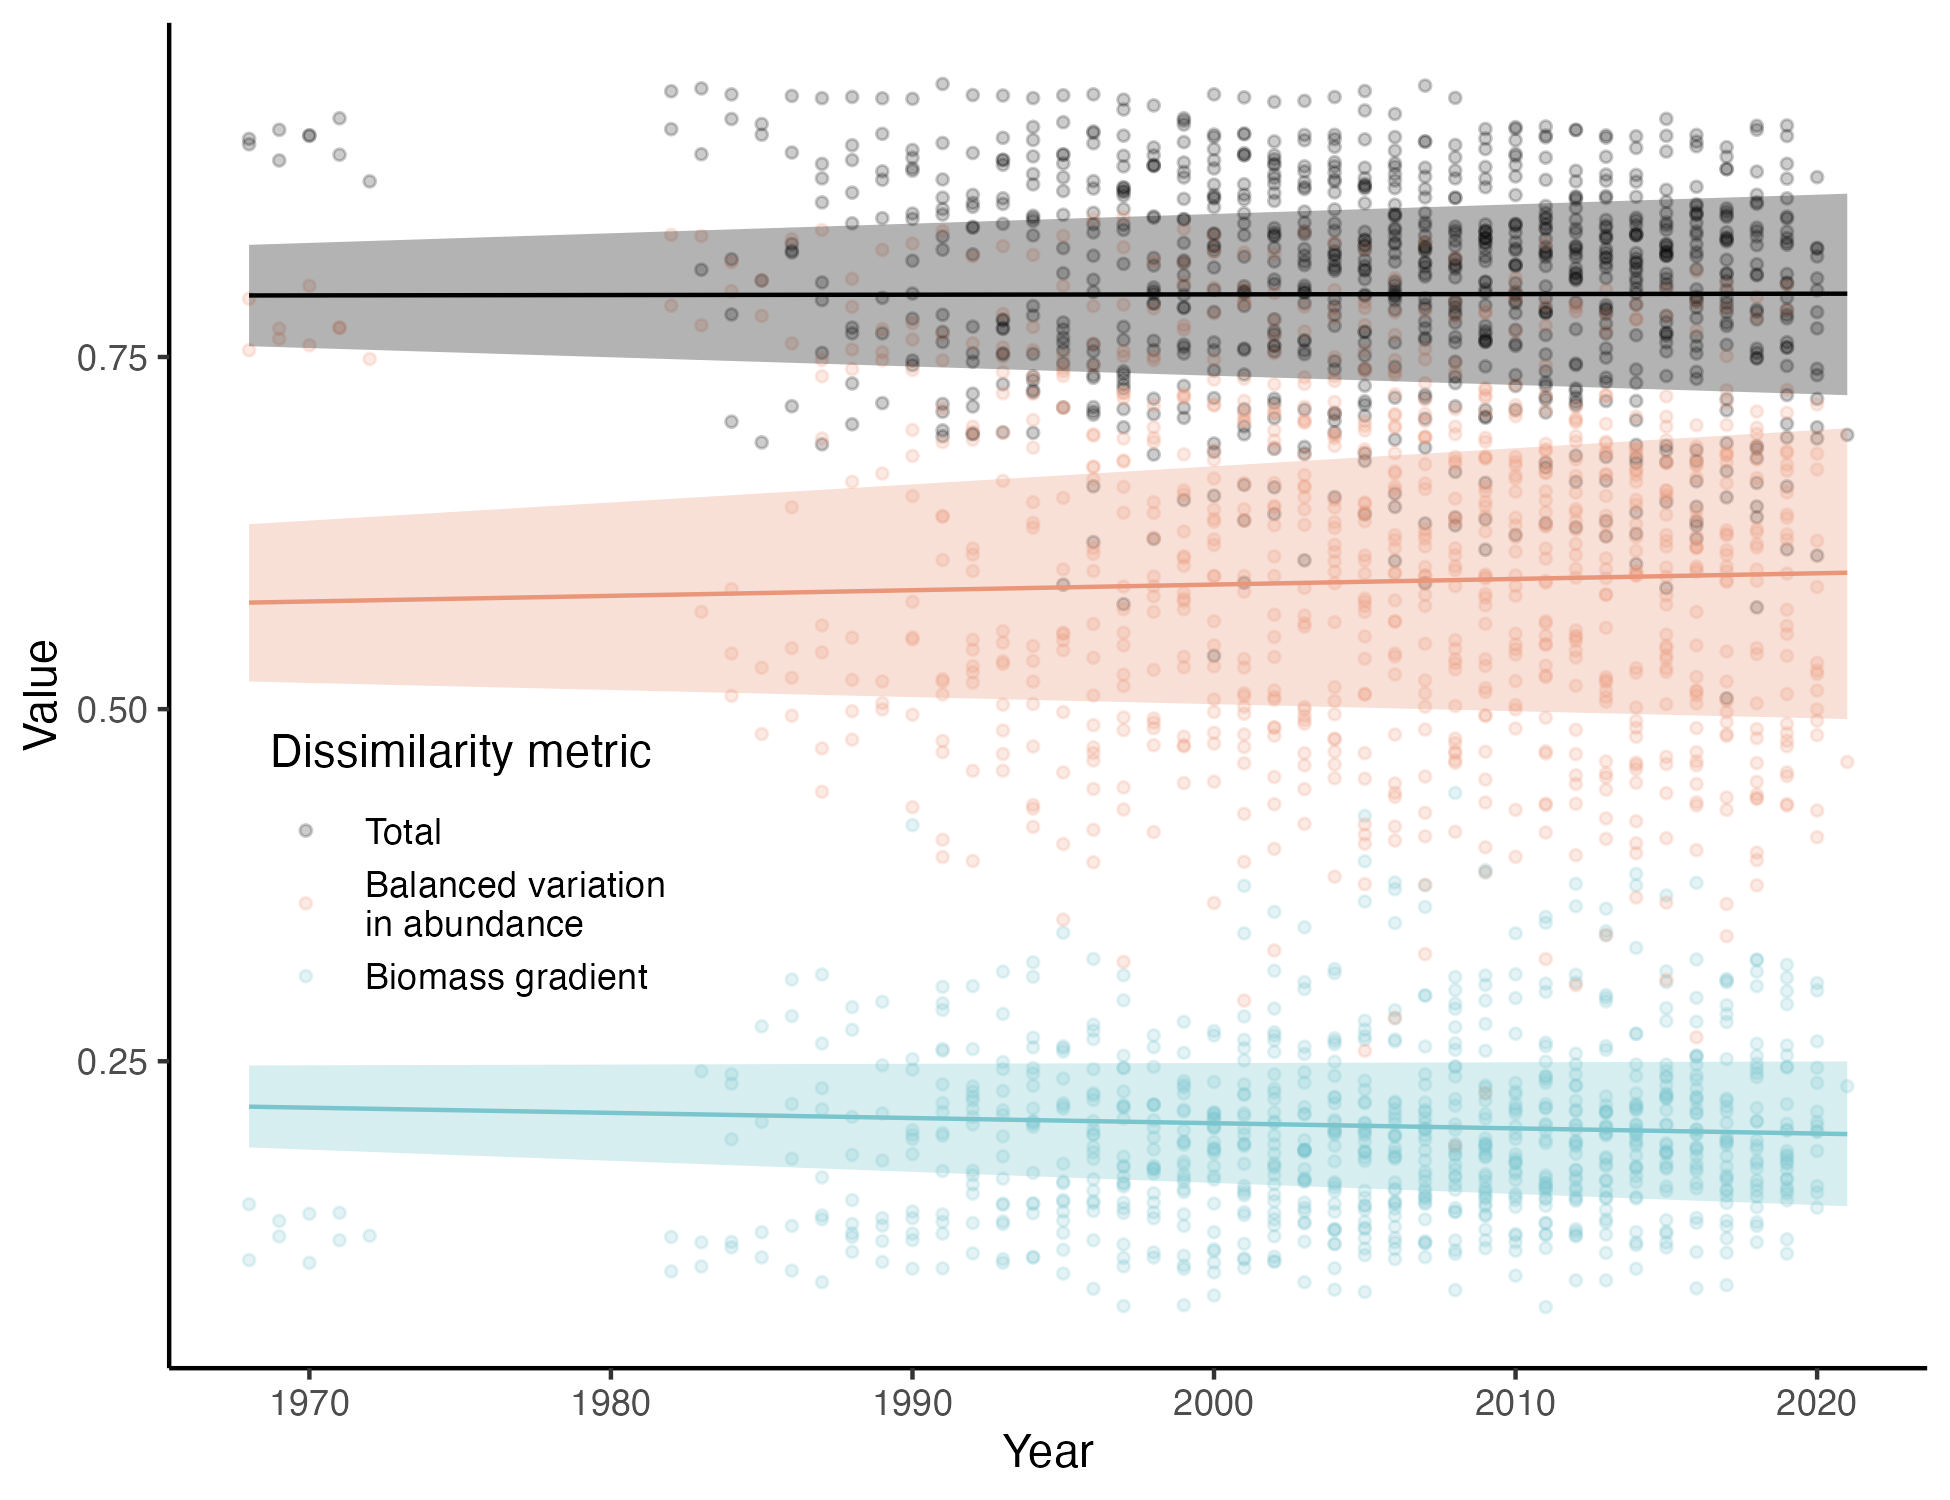 Value
0.75
0.50
0.25
Dissimilarity metric
Total
Balanced variation
in abundance
Biomass gradient
1970 1980 1990 2000 2010 2020
Year